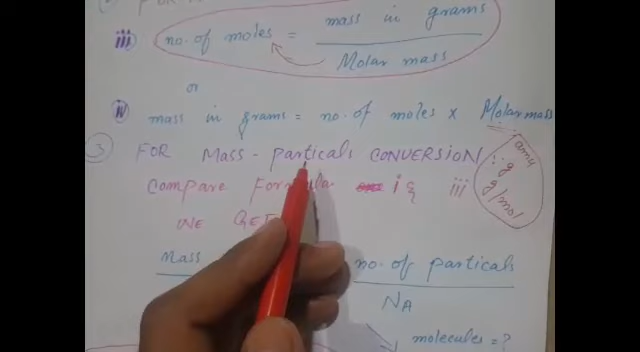 iii no. of moles = mass in grams / Molar mass
or
iv mass in grams = no. of moles x Molar mass
3 FOR Mass - Particals CONVERSION
amu
g
g/mol
Compare Formula i & iii
WE GET
Mass
no. of particals
NA
molecules = ?